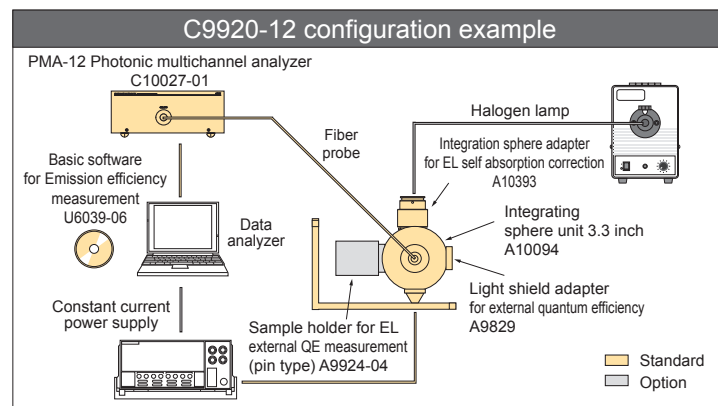 C9920-12 configuration example
PMA-12 Photonic multichannel analyzer
C10027-01
Halogen lamp
Fiber
probe
Integration sphere adapter
for EL self absorption correction
A10393
Basic software
for Emission efficiency
measurement
U6039-06
Data
analyzer
Integrating
sphere unit 3.3 inch
A10094
Light shield adapter
for external quantum efficiency
A9829
Constant current
power supply
Sample holder for EL
external QE measurement
(pin type) A9924-04
Standard
Option